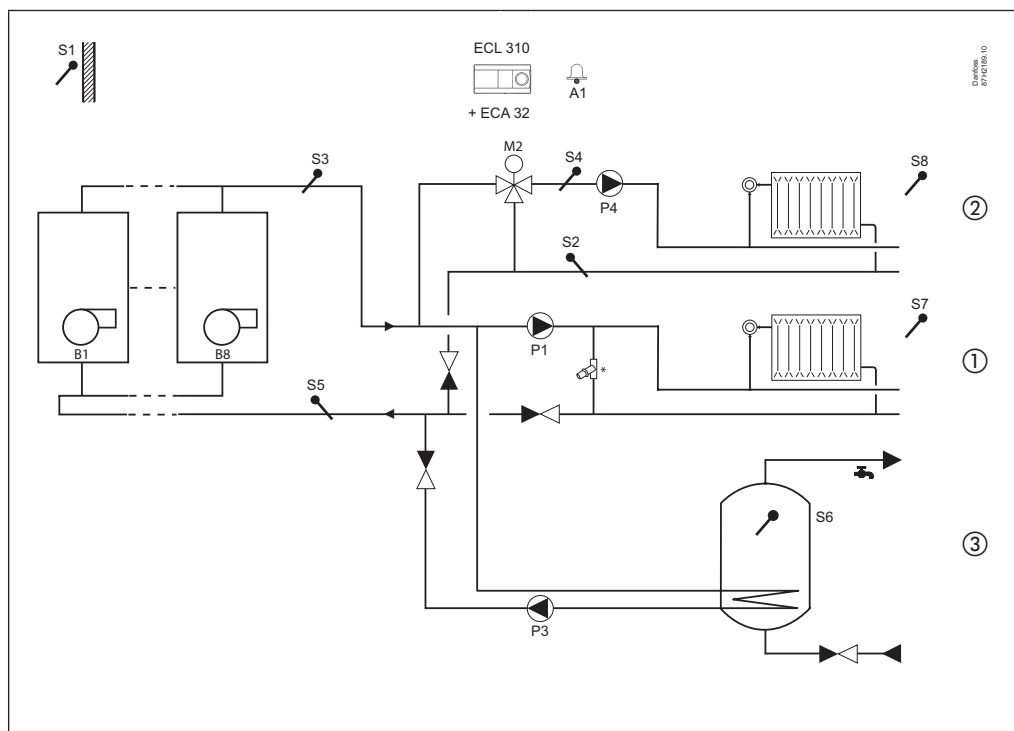 S1
ECL 310
A1
+ ECA 32
Danfoss
87H2189.10
M2
S3
S4
S8
P4
②
S2
S7
P1
B1
B8
*
①
S5
S6
③
P3